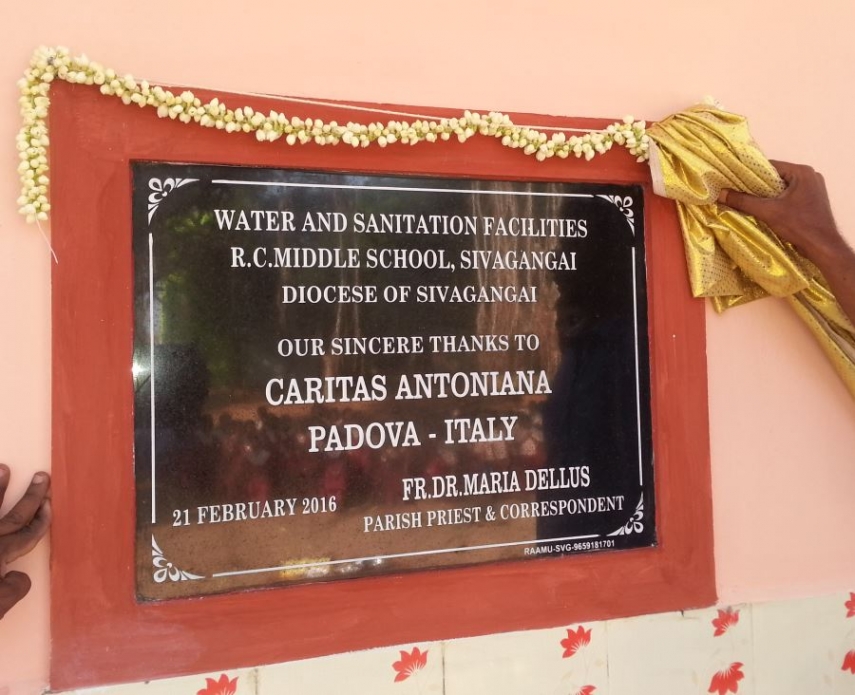 WATER AND SANITATION FACILITIES
R.C.MIDDLE SCHOOL, SIVAGANGAI
DIOCESE OF SIVAGANGAI
OUR SINCERE THANKS TO
CARITAS ANTONIANA
PADOVA - ITALY
FR.DR.MARIA DELLUS
21 FEBRUARY 2016 PARISH PRIEST & CORRESPONDENT
RAAMU-SVG-9659181701